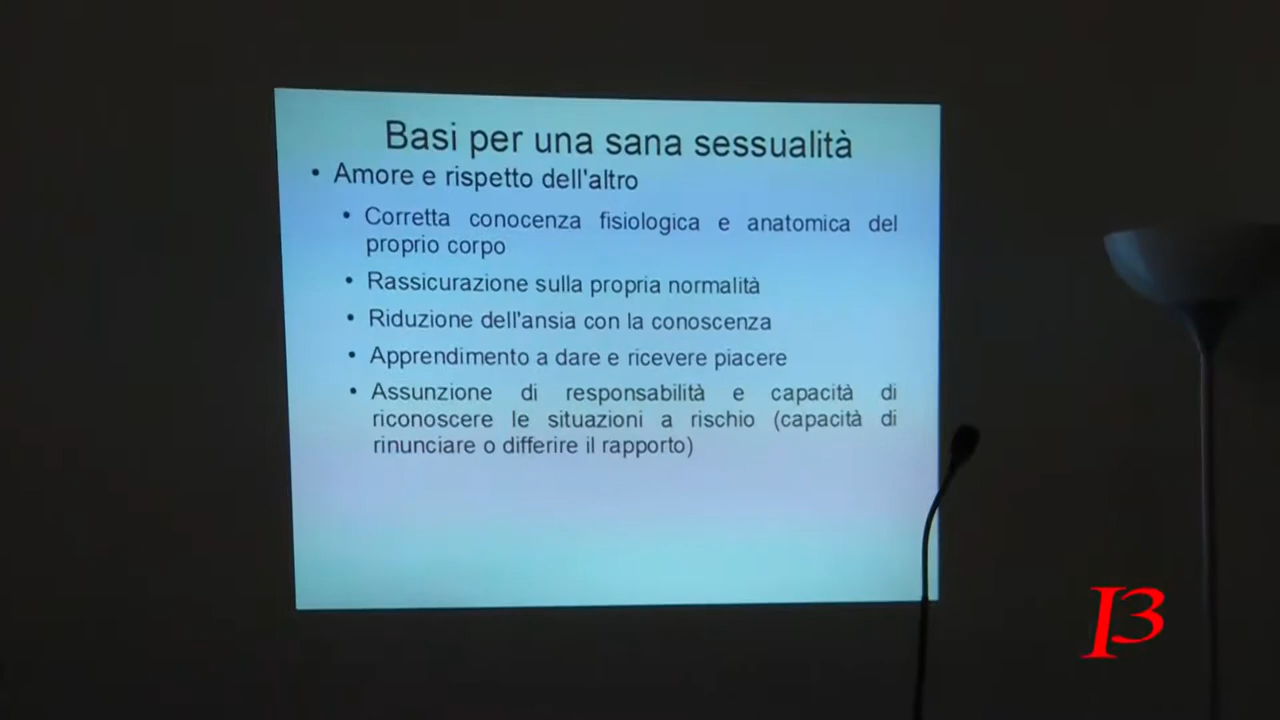 Basi per una sana sessualità
• Amore e rispetto dell'altro
• Corretta conocenza fisiologica e anatomica del
proprio corpo
• Rassicurazione sulla propria normalità
• Riduzione dell'ansia con la conoscenza
• Apprendimento a dare e ricevere piacere
• Assunzione di responsabilità e capacità di
riconoscere le situazioni a rischio (capacità di
rinunciare o differire il rapporto)